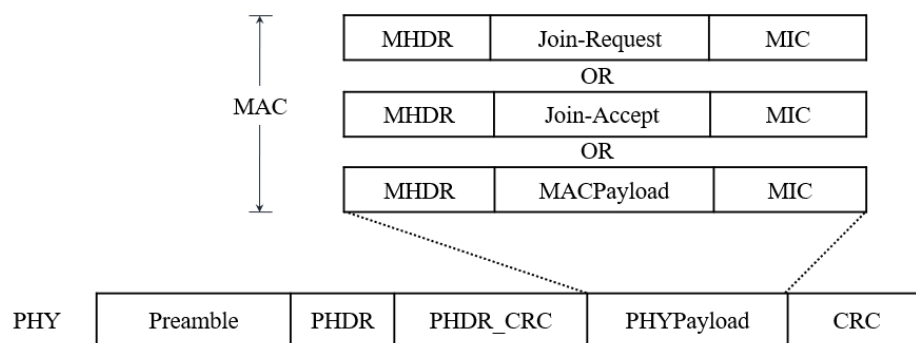 MHDR Join-Request MIC
OR
MAC
MHDR Join-Accept MIC
OR
MHDR MACPayload MIC
PHY Preamble PHDR PHDR_CRC PHYPayload CRC